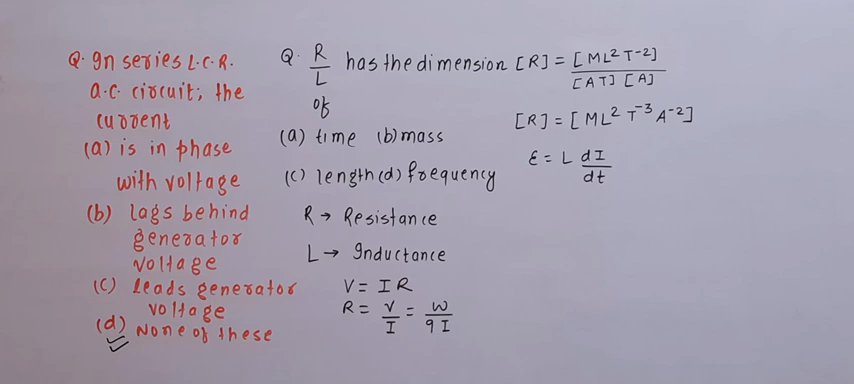 Q. In series L.C.R.
a.c. circuit; the
current
(a) is in phase
with voltage
(b) lags behind
generator
voltage
(c) leads generator
voltage
(d) None of these
Q. R/L has the dimension
of
(a) time (b) mass
(c) length (d) frequency
R → Resistance
L → Inductance
V = IR
R = V/I = W/qI
[R] = [ML²T⁻²]/[AT][A]
[R] = [ML² T⁻³ A⁻²]
ε = L dI/dt